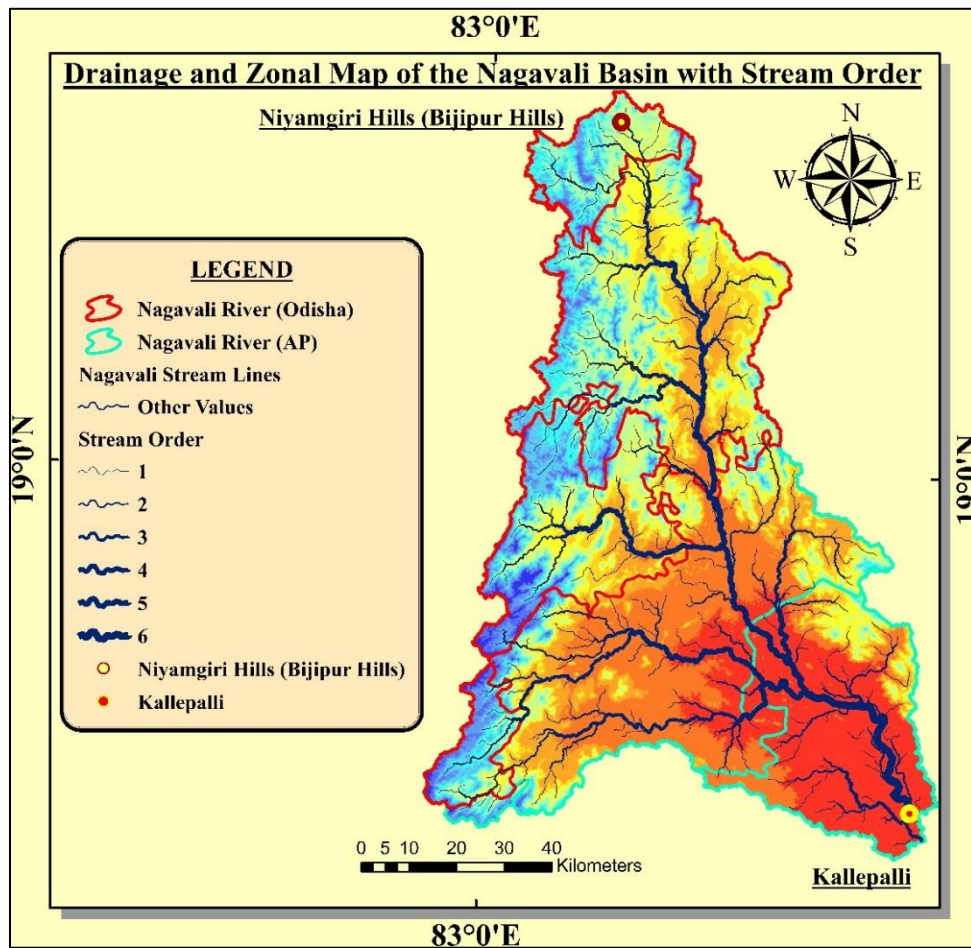 83°0'E
Drainage and Zonal Map of the Nagavali Basin with Stream Order
Niyamgiri Hills (Bijipur Hills)
N
W E
S
LEGEND
Nagavali River (Odisha)
Nagavali River (AP)
Nagavali Stream Lines
Other Values
Stream Order
1
2
3
4
5
6
Niyamgiri Hills (Bijipur Hills)
Kallepalli
19°0'N
19°0'N
0 5 10 20 30 40
Kilometers
Kallepalli
83°0'E